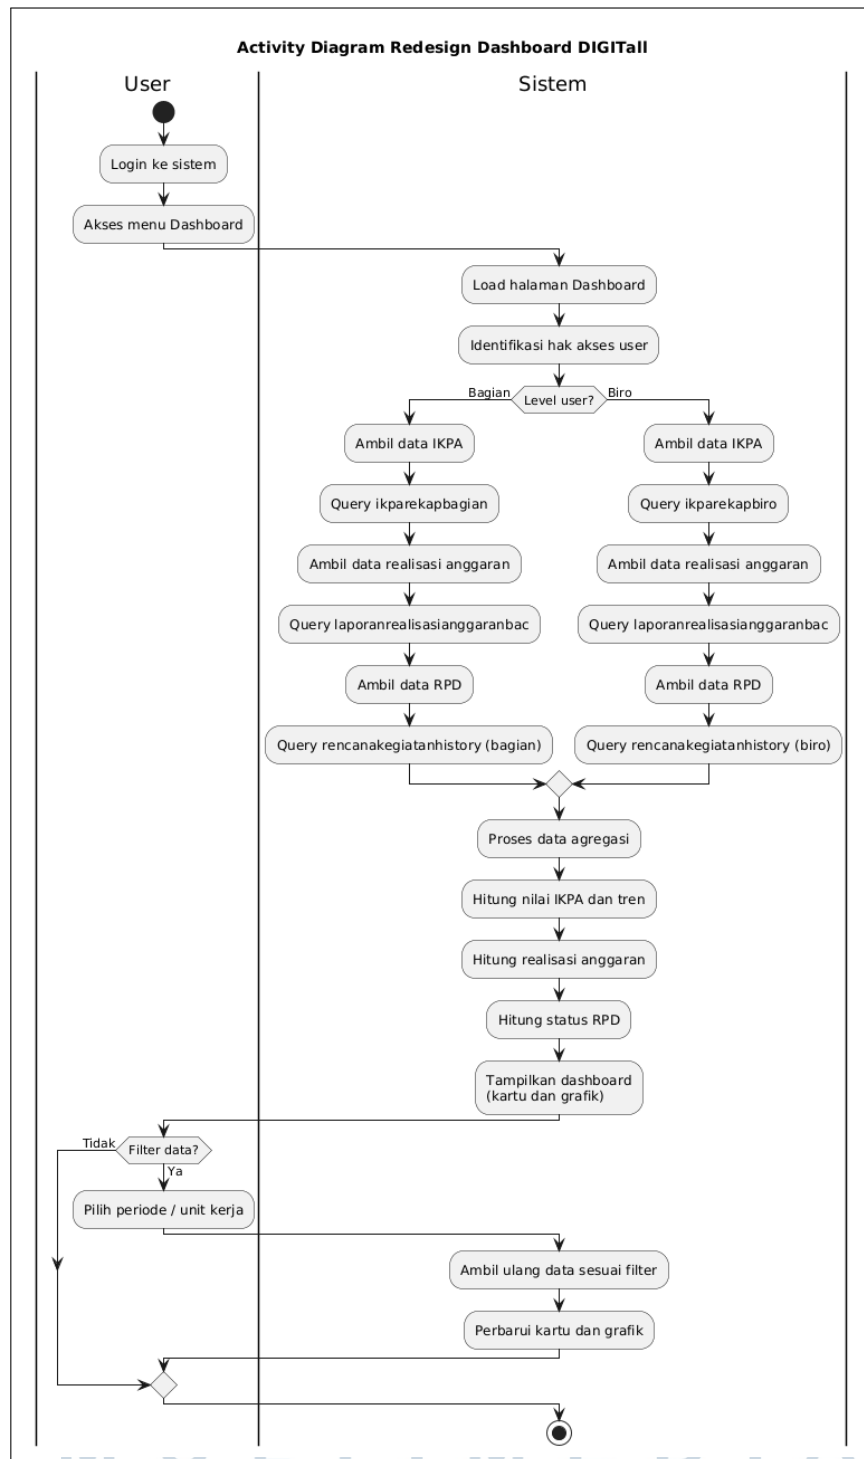 Activity Diagram Redesign Dashboard DIGITall
User
Sistem
Login ke sistem
Akses menu Dashboard
Load halaman Dashboard
Identifikasi hak akses user
Bagian
Level user?
Biro
Ambil data IKPA
Ambil data IKPA
Query ikparekapbagian
Query ikparekapbiro
Ambil data realisasi anggaran
Ambil data realisasi anggaran
Query laporanrealisasianggaranbac
Query laporanrealisasianggaranbac
Ambil data RPD
Ambil data RPD
Query rencanakegiatanhistory (bagian)
Query rencanakegiatanhistory (biro)
Proses data agregasi
Hitung nilai IKPA dan tren
Hitung realisasi anggaran
Hitung status RPD
Tampilkan dashboard
(kartu dan grafik)
Tidak
Filter data?
Ya
Pilih periode / unit kerja
Ambil ulang data sesuai filter
Perbarui kartu dan grafik